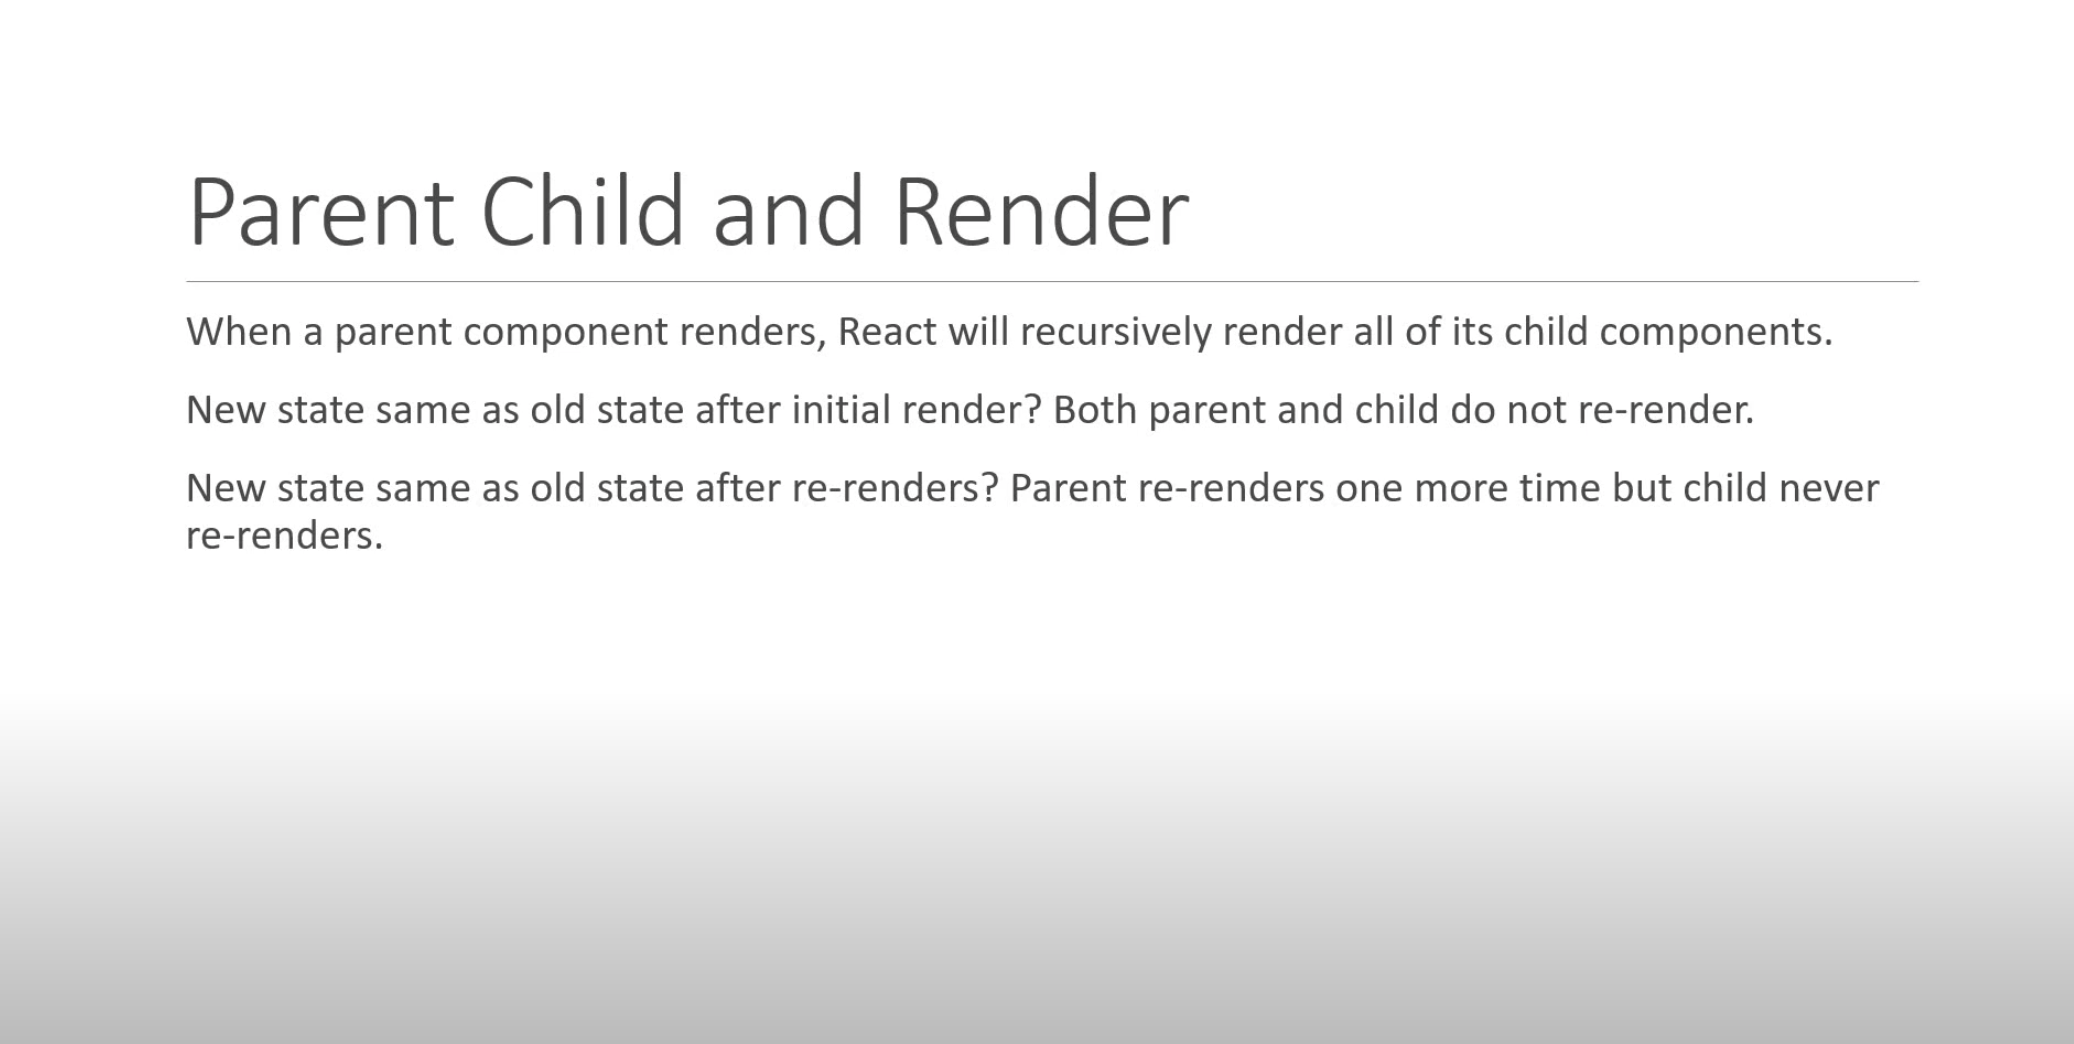 Parent Child and Render
When a parent component renders, React will recursively render all of its child components.
New state same as old state after initial render? Both parent and child do not re-render.
New state same as old state after re-renders? Parent re-renders one more time but child never
re-renders.